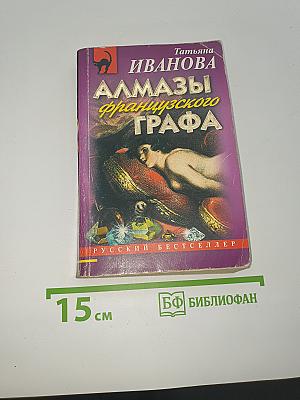 Татьяна
ИВАНОВА
АЛМАЗЫ
французского
ГРАФА
РУССКИЙ БЕСТСЕЛЛЕР
15 см
БФ БИБЛИОФАН